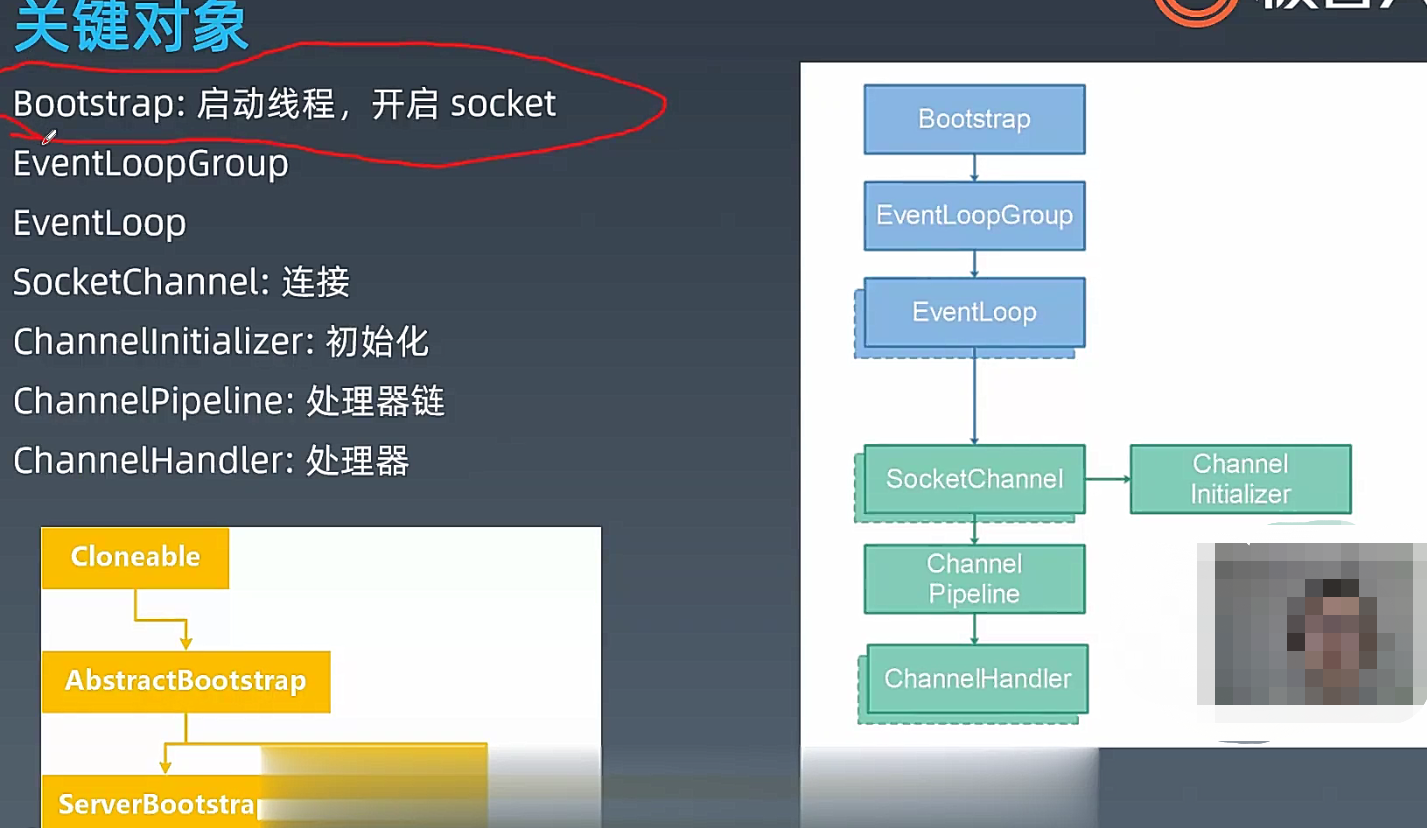 关键对象
Bootstrap: 启动线程，开启 socket
EventLoopGroup
EventLoop
SocketChannel: 连接
ChannelInitializer: 初始化
ChannelPipeline: 处理器链
ChannelHandler: 处理器
Cloneable
AbstractBootstrap
Bootstrap
EventLoopGroup
EventLoop
SocketChannel
Channel
Initializer
Channel
Pipeline
ChannelHandler